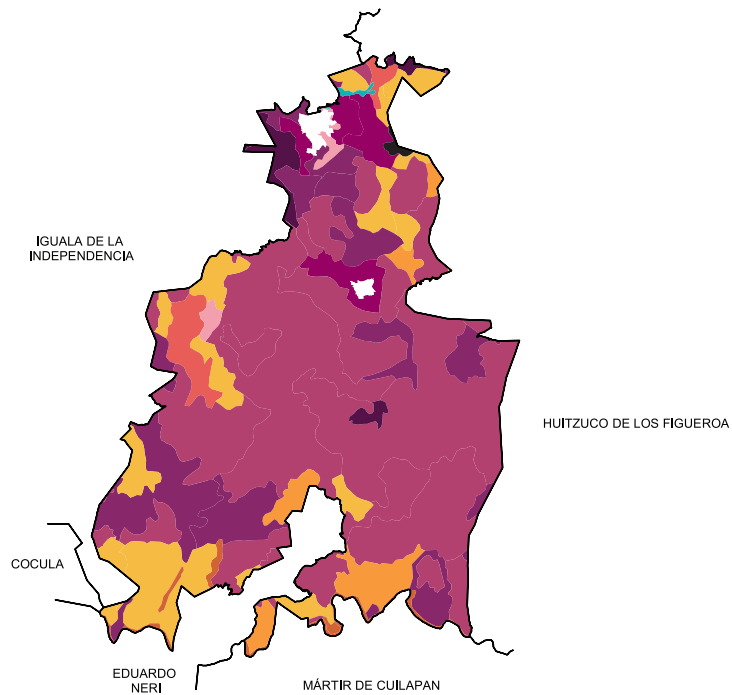 IGUALA DE LA
INDEPENDENCIA
HUITZUCO DE LOS FIGUEROA
COCULA
EDUARDO
NERI
MÁRTIR DE CUILAPAN